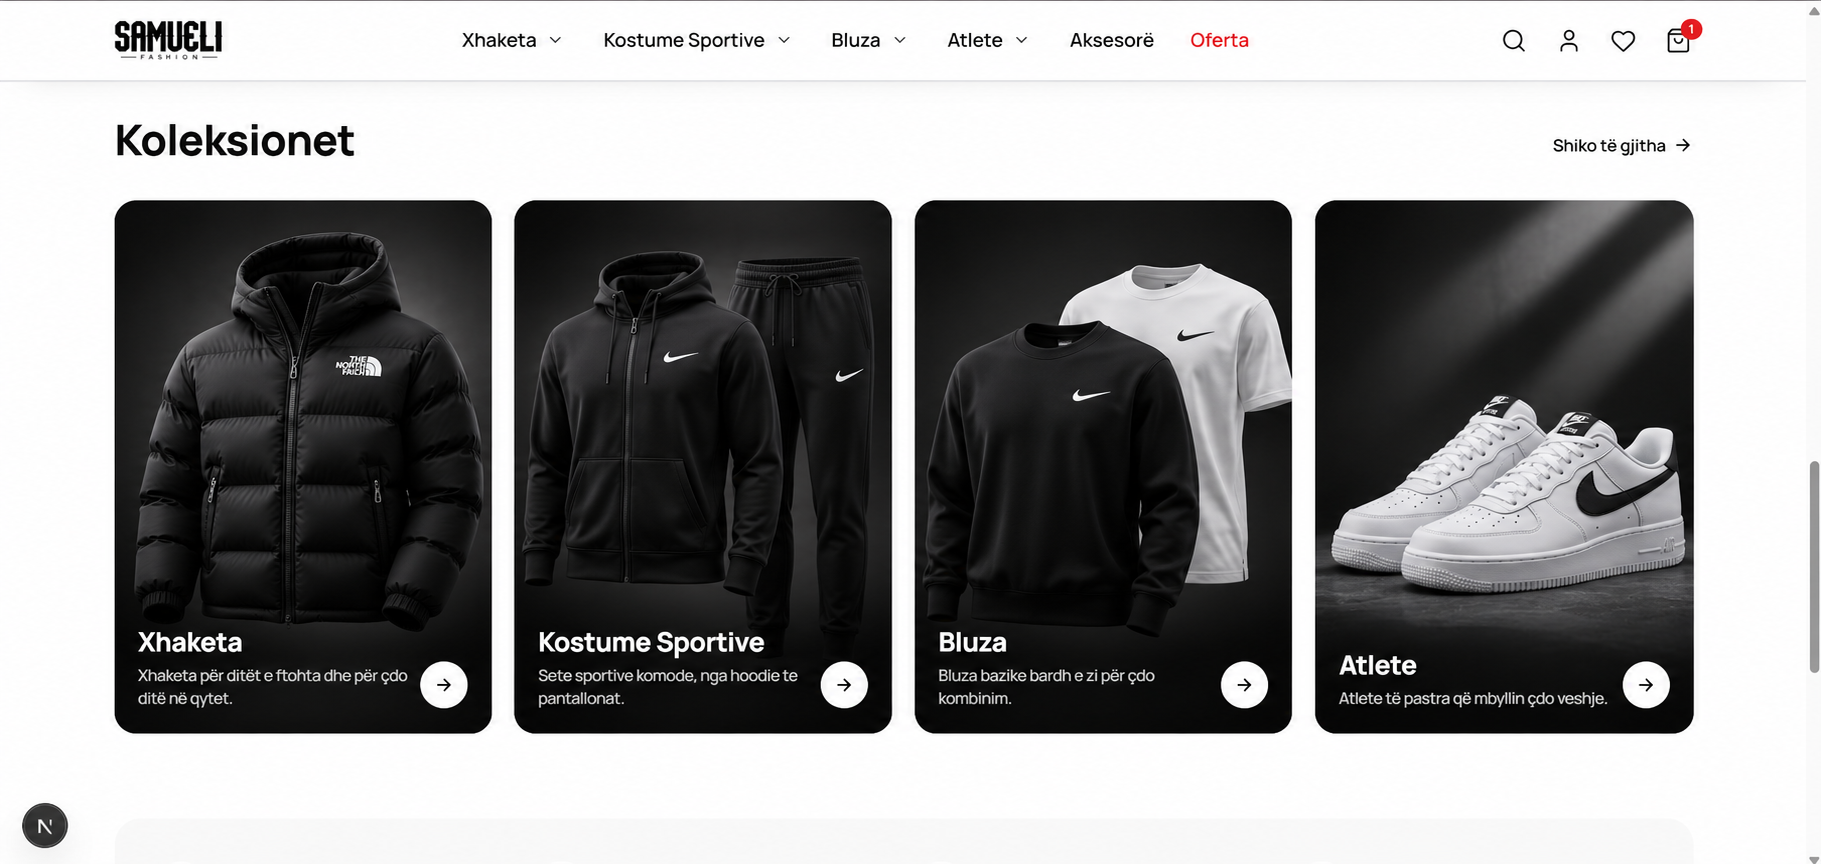 SAMUELI
FASHION
Xhaketa
Kostume Sportive
Bluza
Atlete
Aksesorë
Oferta
1
Koleksionet
Shiko të gjitha
THE
NORTH
Xhaketa
Xhaketa për ditët e ftohta dhe për çdo
ditë në qytet.
Kostume Sportive
Sete sportive komode, nga hoodie te
pantallonat.
Bluza
Bluza bazike bardh e zi për çdo
kombinim.
AIR
Atlete
Atlete të pastra që mbyllin çdo veshje.
N